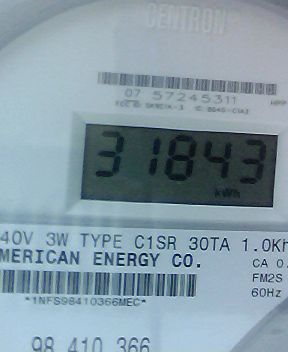 CENTRON
07 57245311
31843
kWh
40V 3W TYPE C1SR 30TA 1.0Kh
MERICAN ENERGY CO.
CA 0.
FM2S
60Hz
*1NFS98410366MEC*
98 410 366